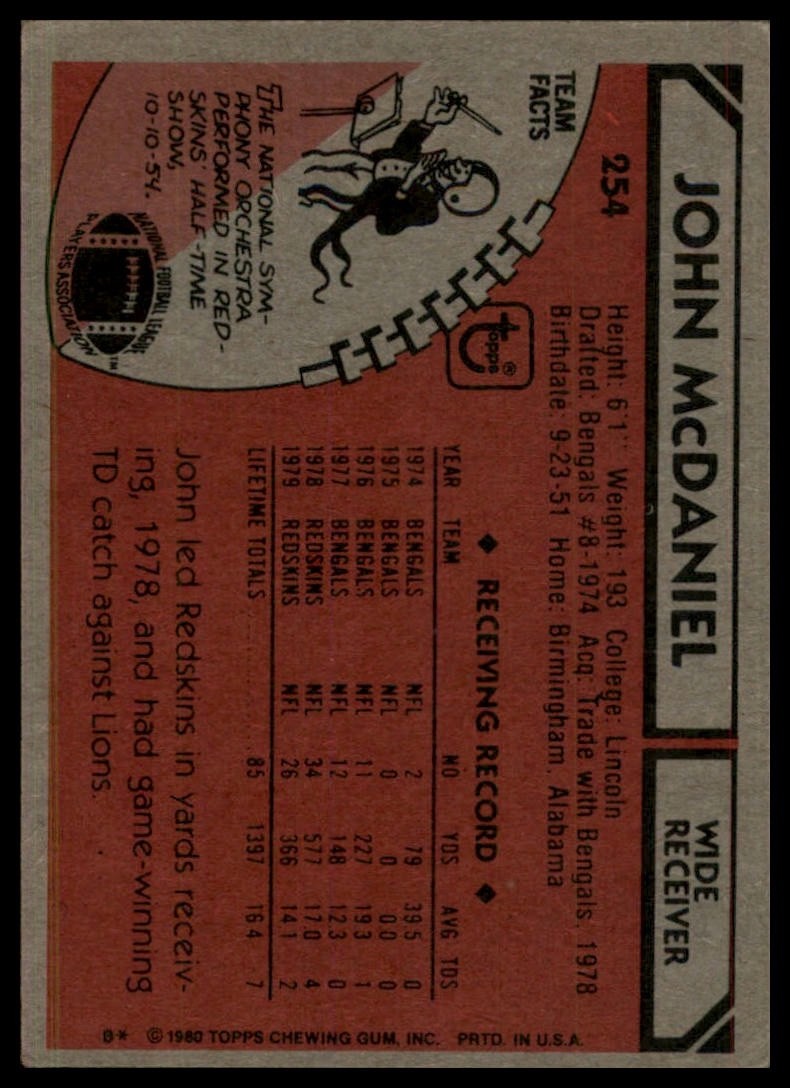 JOHN McDANIEL
WIDE
RECEIVER
254
Height: 6'1" Weight: 193 College: Lincoln
Drafted: Bengals #8-1974 Acq: Trade with Bengals, 1978
Birthdate: 9-23-51 Home: Birmingham, Alabama
TEAM
FACTS
THE NATIONAL SYM-
PHONY ORCHESTRA
PERFORMED IN RED-
SKINS' HALF-TIME
SHOW,
10-10-54.
Topps®
NATIONAL FOOTBALL LEAGUE
PLAYERS ASSOCIATION™
◆ RECEIVING RECORD ◆
YEAR TEAM NO YDS AVG TDS
1974 BENGALS NFL 2 79 39.5 0
1975 BENGALS NFL 0 0 0.0 0
1976 BENGALS NFL 11 227 19.3 1
1977 BENGALS NFL 12 148 12.3 0
1978 REDSKINS NFL 34 577 17.0 4
1979 REDSKINS NFL 26 366 14.1 2
LIFETIME TOTALS 85 1397 16.4 7
John led Redskins in yards receiv-
ing, 1978, and had game-winning
TD catch against Lions.
B* © 1980 TOPPS CHEWING GUM, INC. PRTD. IN U.S.A.